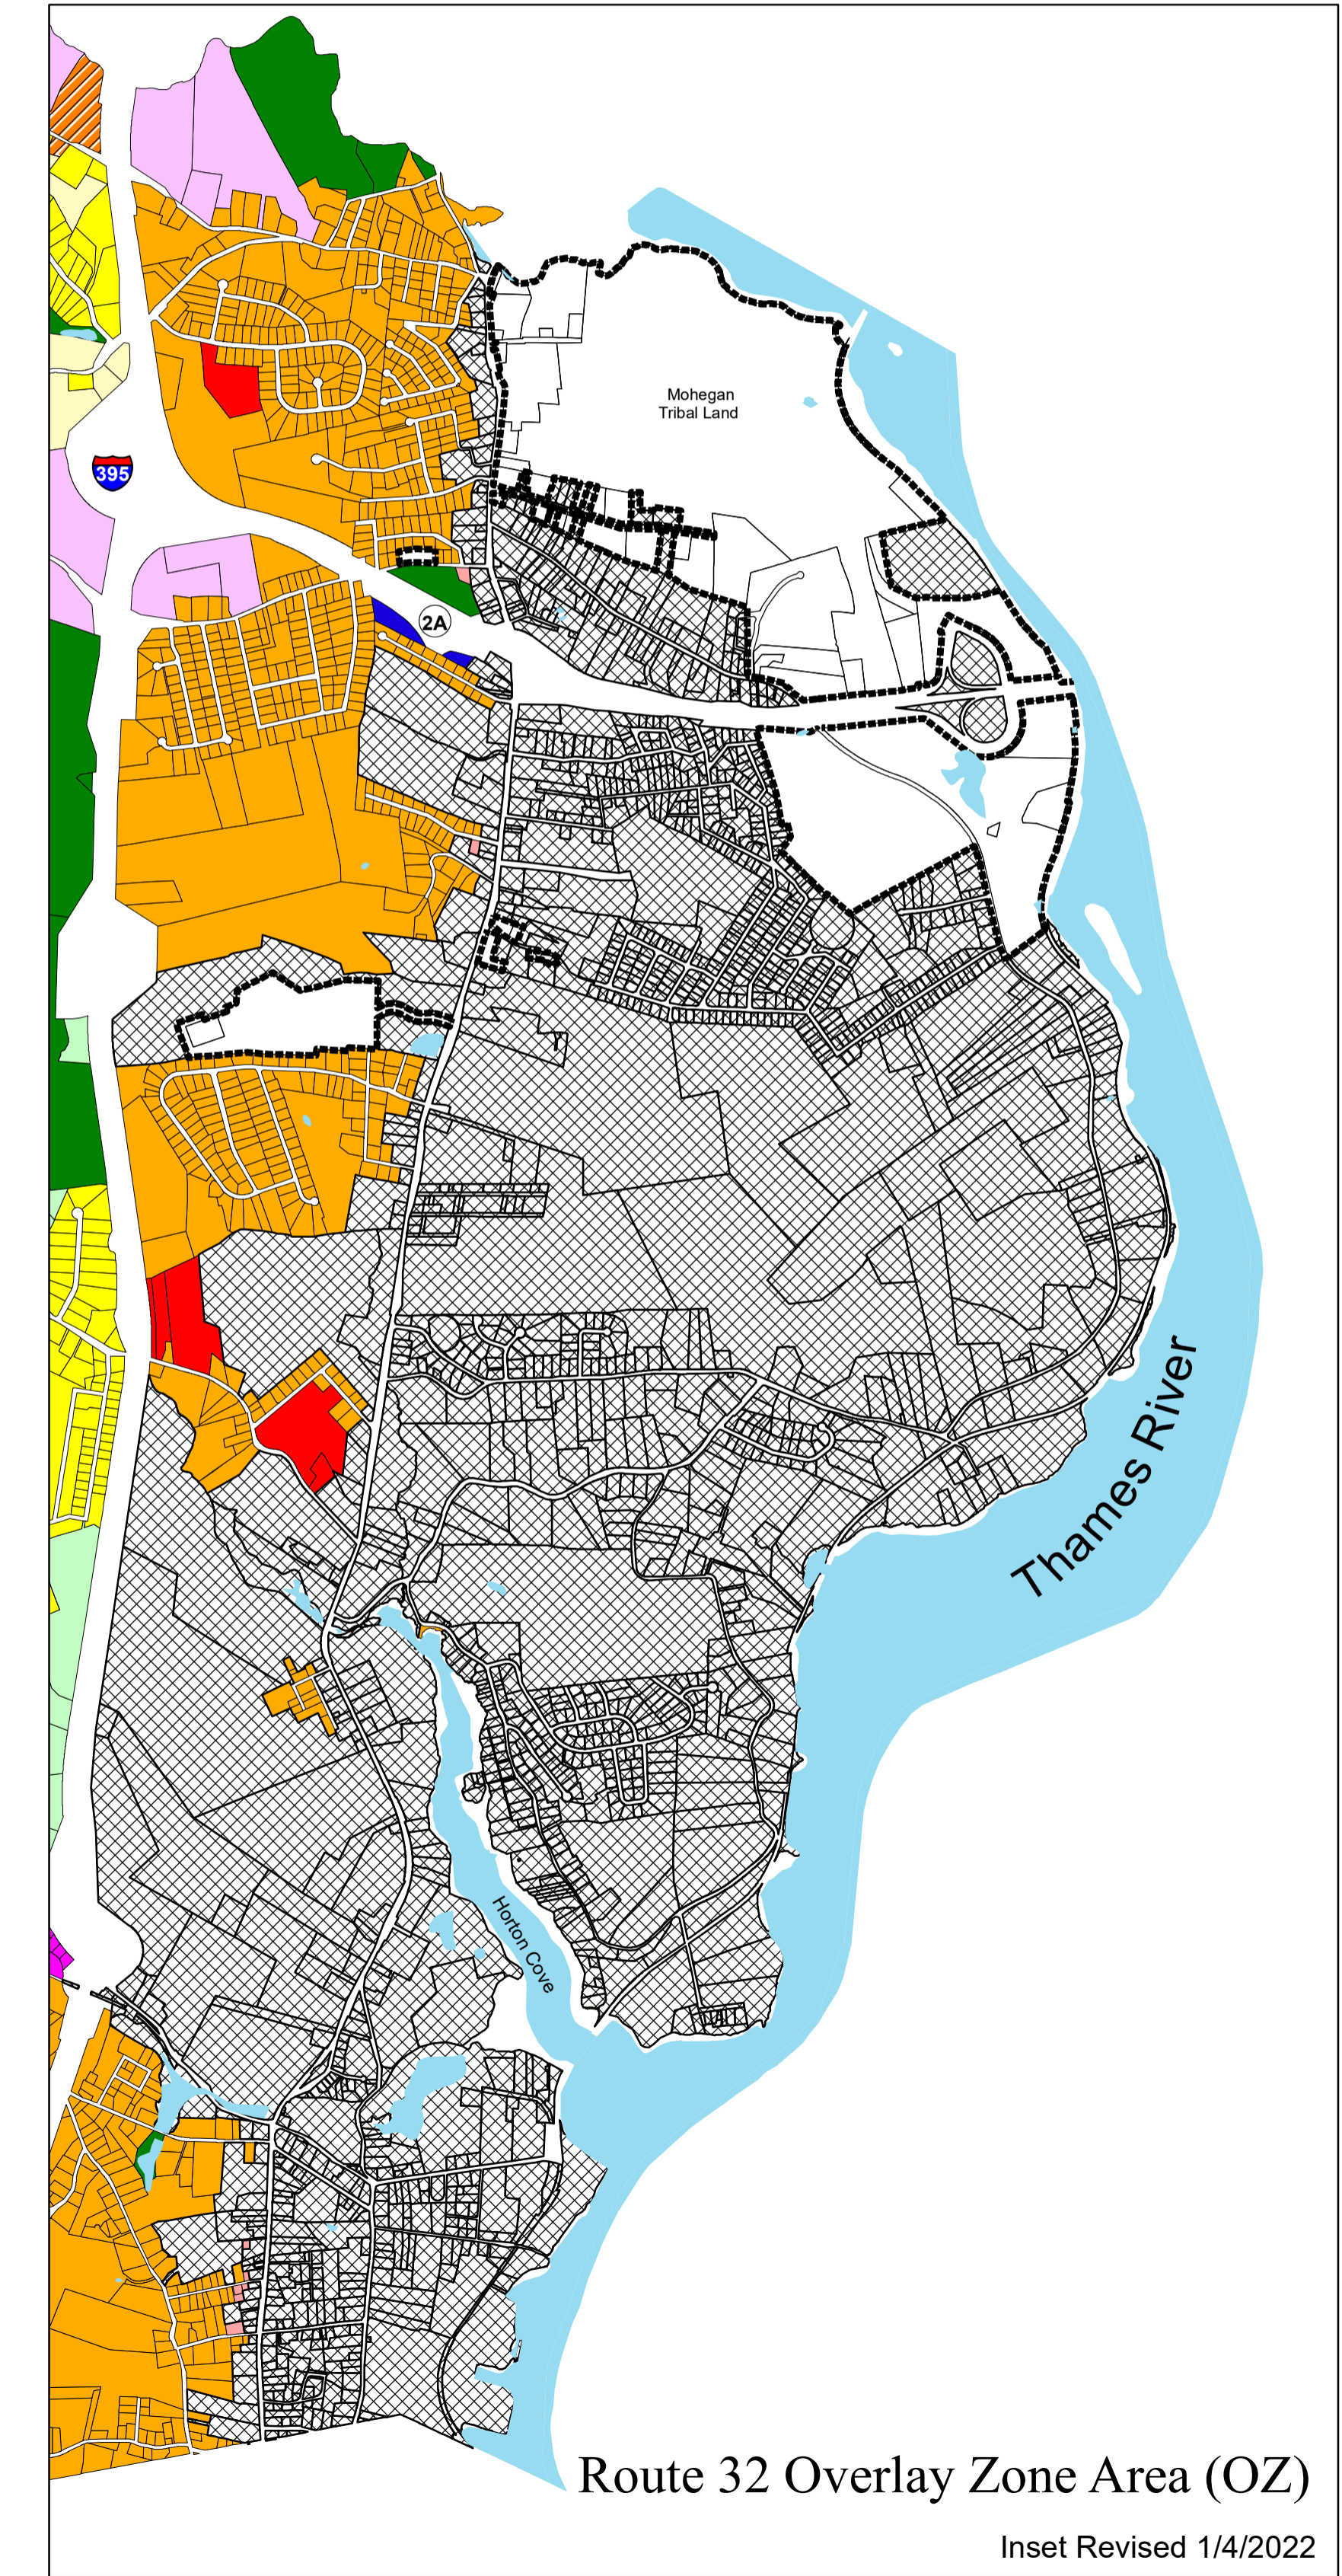 Mohegan
Tribal Land
395
2A
Thames River
Horton Cove
Route 32 Overlay Zone Area (OZ)
Inset Revised 1/4/2022